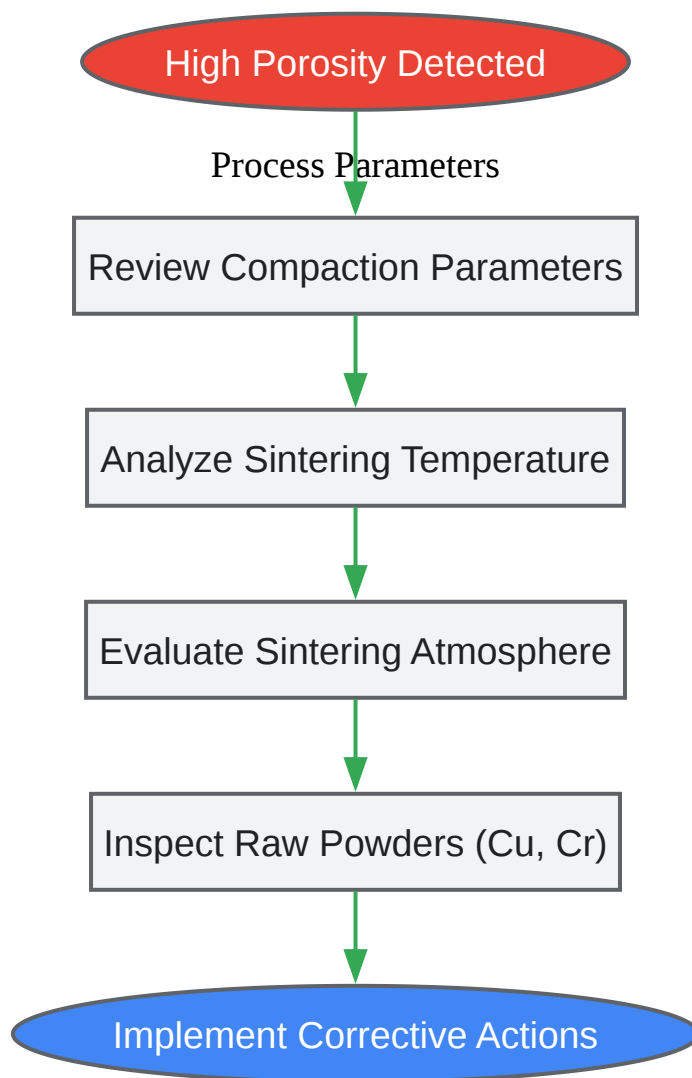 High Porosity Detected
Process Parameters
Review Compaction Parameters
Analyze Sintering Temperature
Evaluate Sintering Atmosphere
Inspect Raw Powders (Cu, Cr)
Implement Corrective Actions